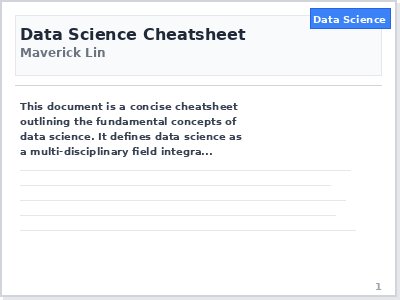 Data Science
Data Science Cheatsheet
Maverick Lin
This document is a concise cheatsheet
outlining the fundamental concepts of
data science. It defines data science as
a multi-disciplinary field integra...
1